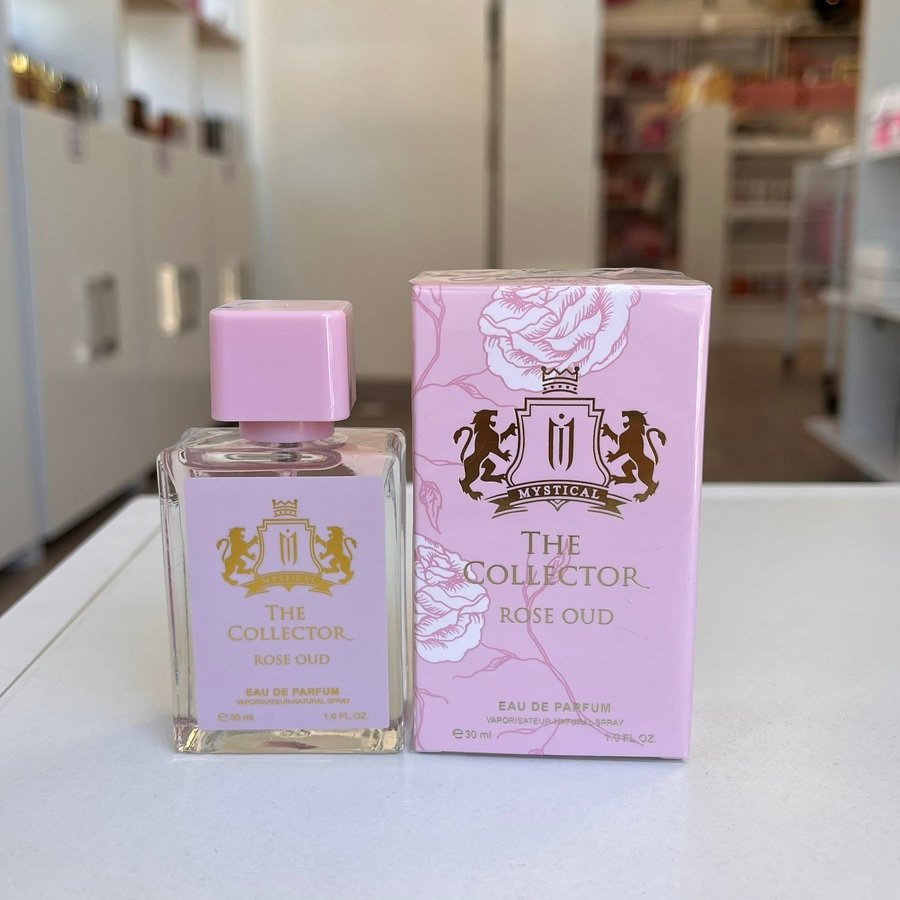 MYSTICAL
THE
COLLECTOR
ROSE OUD
EAU DE PARFUM
VAPORISATEUR-NATURAL SPRAY
℮30 ml 1.0 FL.OZ.
MYSTICAL
THE
COLLECTOR
ROSE OUD
EAU DE PARFUM
VAPORISATEUR-NATURAL SPRAY
℮30 ml 1.0 FL.OZ.